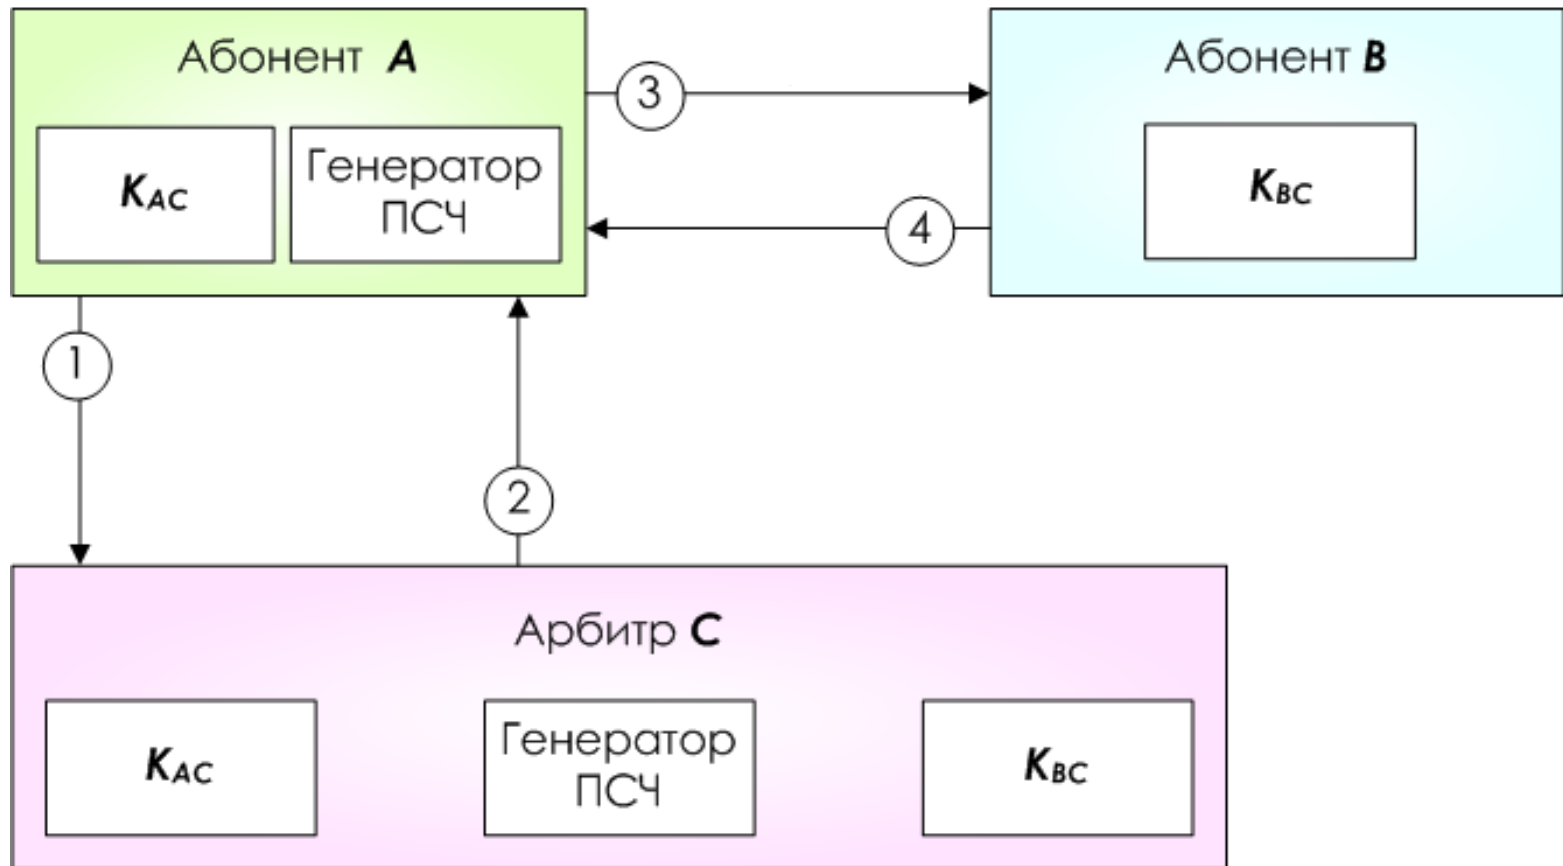 Абонент A
Абонент B
3
K_AC
Генератор
ПСЧ
K_BC
4
1
2
Арбитр C
K_AC
Генератор
ПСЧ
K_BC